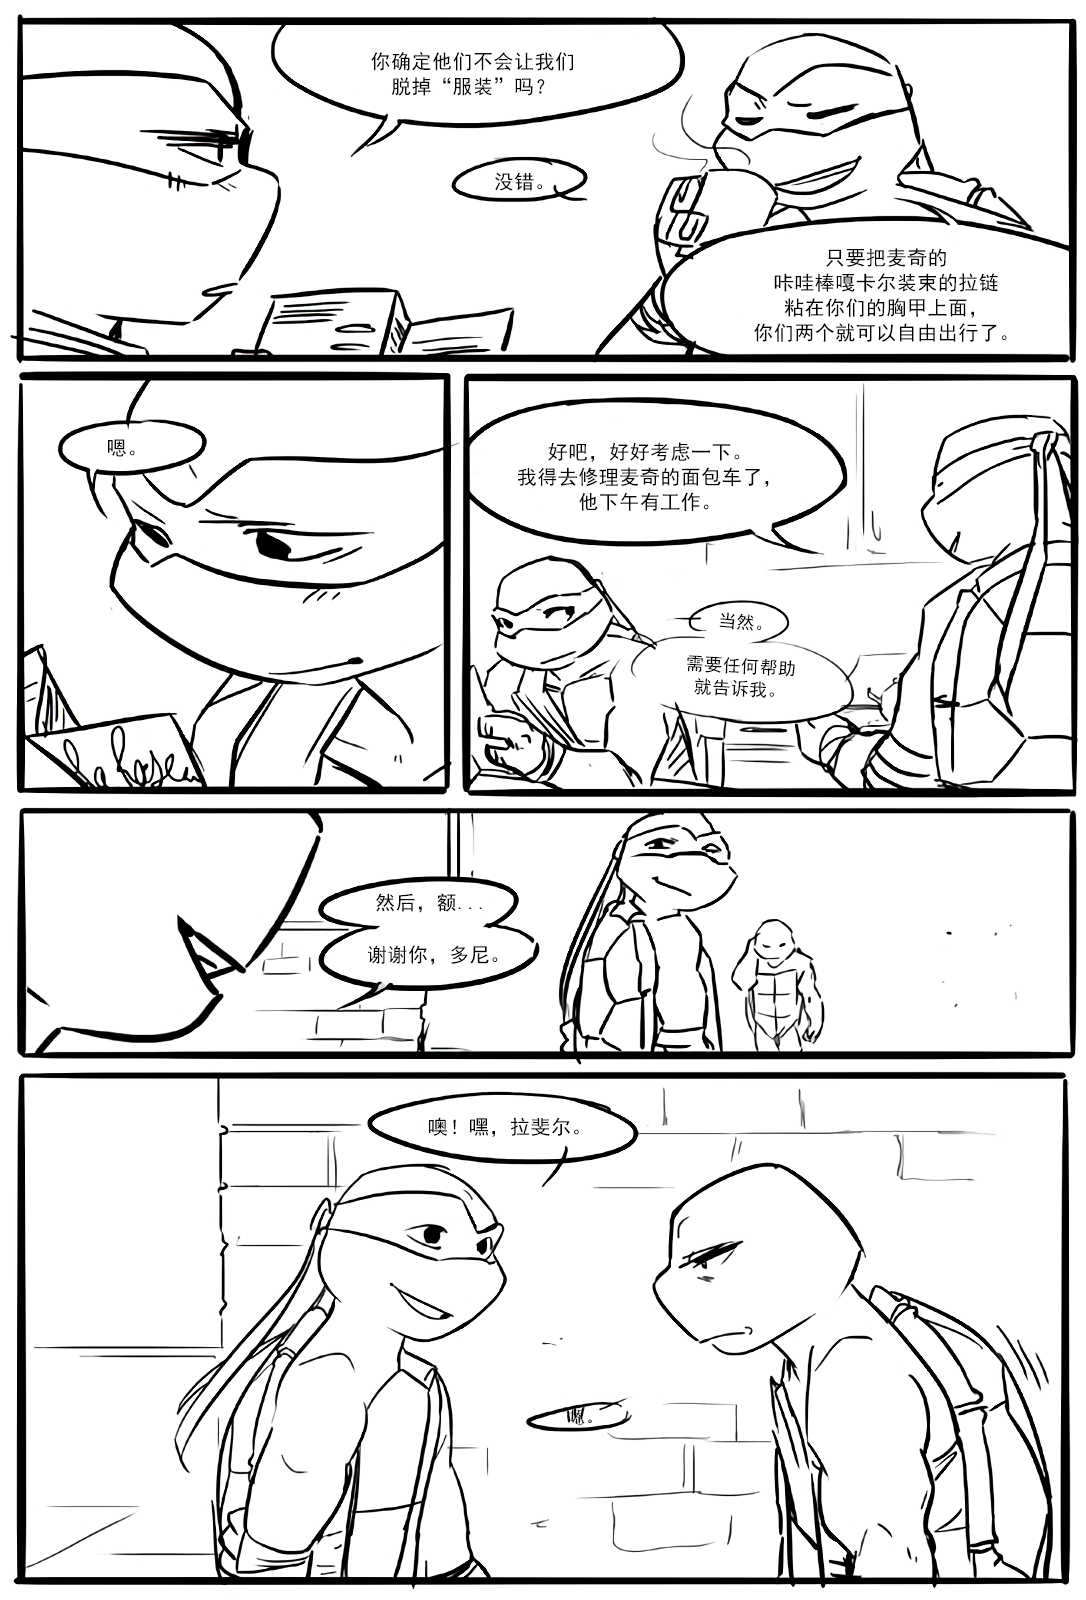 你确定他们不会让我们
脱掉“服装”吗？
没错。
只要把麦奇的
咔哇棒嘎卡尔装束的拉链
粘在你们的胸甲上面，
你们两个就可以自由出行了。
嗯。
好吧，好好考虑一下。
我得去修理麦奇的面包车了，
他下午有工作。
当然。
需要任何帮助
就告诉我。
然后，额...
谢谢你，多尼。
噢！嘿，拉斐尔。
嗯。